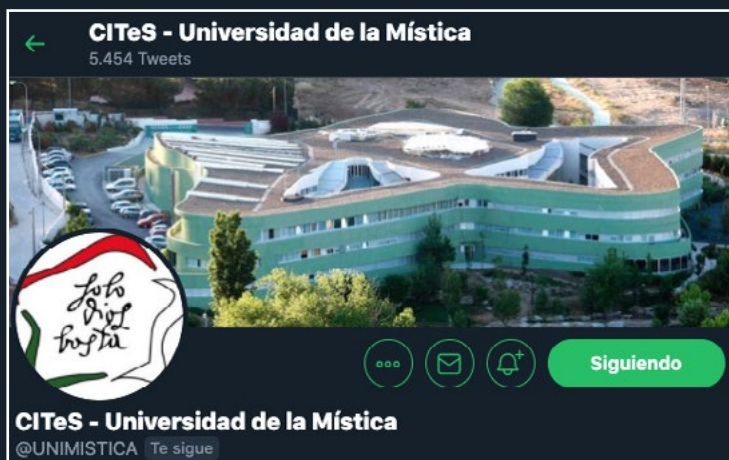 CITeS - Universidad de la Mística
5.454 Tweets
solo
dios
basta
Siguiendo
CITeS - Universidad de la Mística
@UNIMISTICA Te sigue